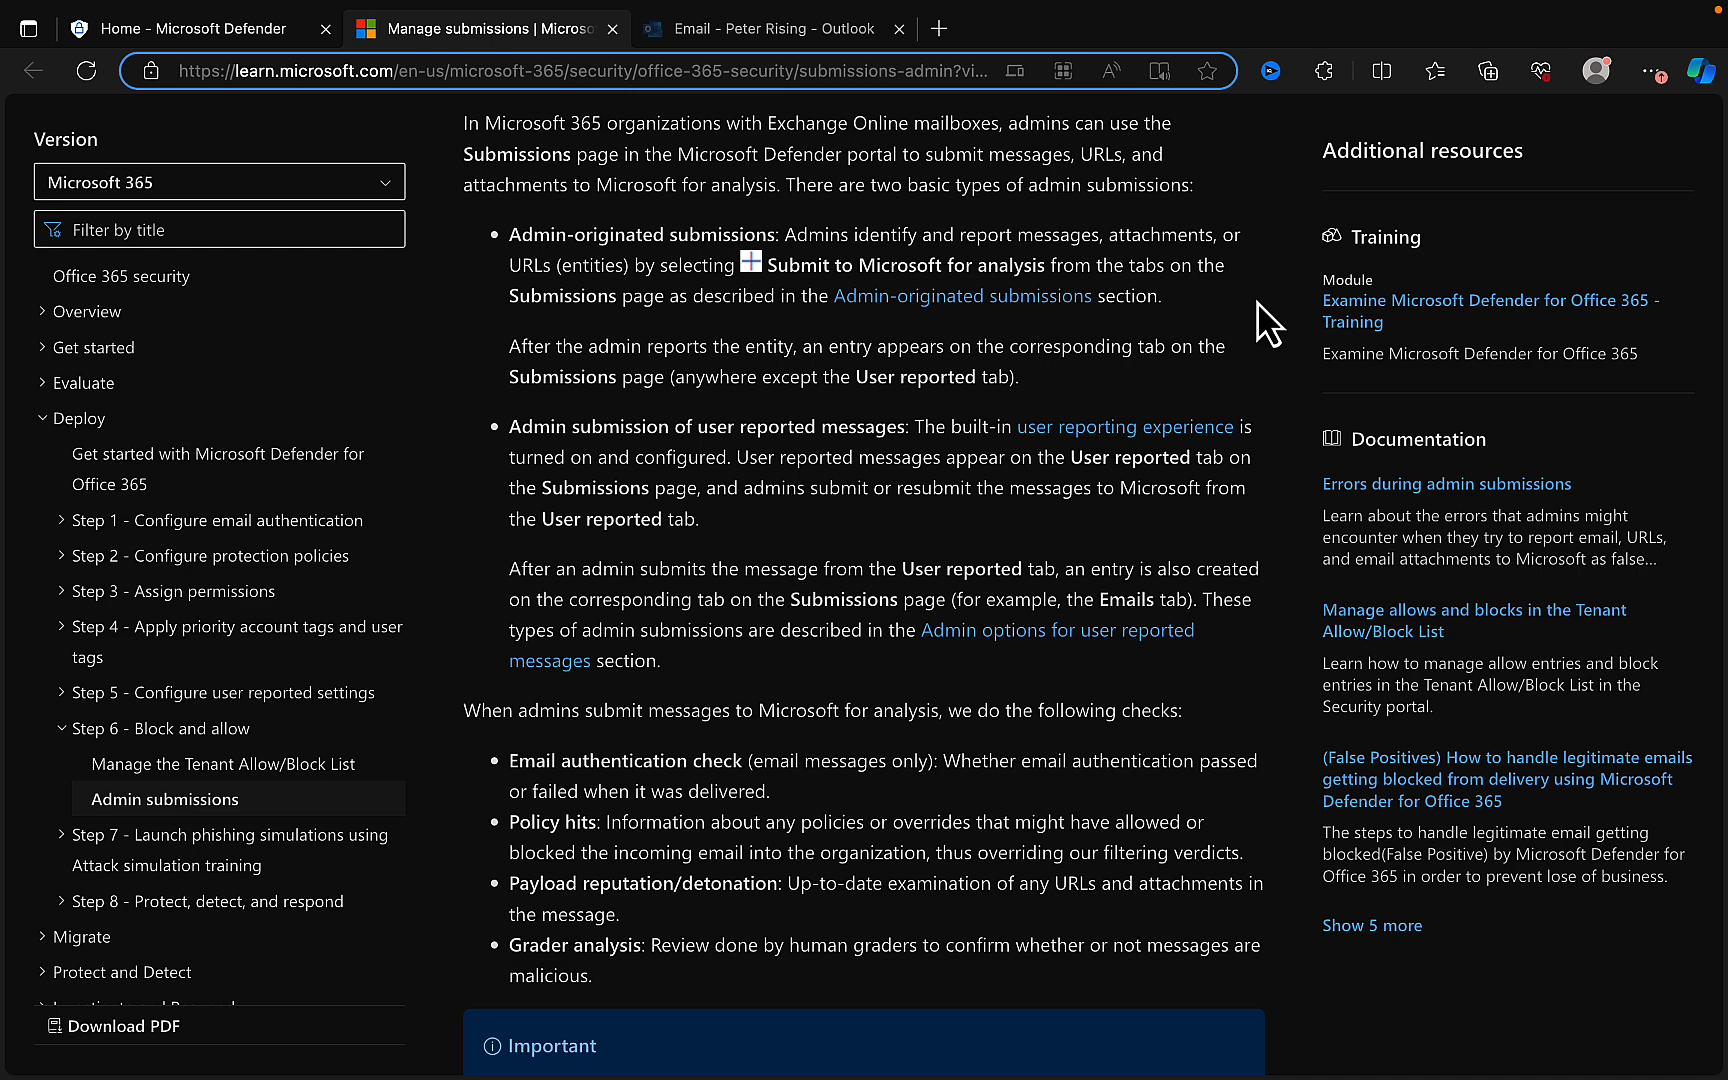 Home - Microsoft Defender
Manage submissions | Micros
Email - Peter Rising - Outlook
https://learn.microsoft.com/en-us/microsoft-365/security/office-365-security/submissions-admin?vi...
Version
Microsoft 365
Filter by title
Office 365 security
Overview
Get started
Evaluate
Deploy
Get started with Microsoft Defender for
Office 365
Step 1 - Configure email authentication
Step 2 - Configure protection policies
Step 3 - Assign permissions
Step 4 - Apply priority account tags and user
tags
Step 5 - Configure user reported settings
Step 6 - Block and allow
Manage the Tenant Allow/Block List
Admin submissions
Step 7 - Launch phishing simulations using
Attack simulation training
Step 8 - Protect, detect, and respond
Migrate
Protect and Detect
Download PDF
In Microsoft 365 organizations with Exchange Online mailboxes, admins can use the
Submissions page in the Microsoft Defender portal to submit messages, URLs, and
attachments to Microsoft for analysis. There are two basic types of admin submissions:
• Admin-originated submissions: Admins identify and report messages, attachments, or
URLs (entities) by selecting Submit to Microsoft for analysis from the tabs on the
Submissions page as described in the Admin-originated submissions section.
After the admin reports the entity, an entry appears on the corresponding tab on the
Submissions page (anywhere except the User reported tab).
• Admin submission of user reported messages: The built-in user reporting experience is
turned on and configured. User reported messages appear on the User reported tab on
the Submissions page, and admins submit or resubmit the messages to Microsoft from
the User reported tab.
After an admin submits the message from the User reported tab, an entry is also created
on the corresponding tab on the Submissions page (for example, the Emails tab). These
types of admin submissions are described in the Admin options for user reported
messages section.
When admins submit messages to Microsoft for analysis, we do the following checks:
• Email authentication check (email messages only): Whether email authentication passed
or failed when it was delivered.
• Policy hits: Information about any policies or overrides that might have allowed or
blocked the incoming email into the organization, thus overriding our filtering verdicts.
• Payload reputation/detonation: Up-to-date examination of any URLs and attachments in
the message.
• Grader analysis: Review done by human graders to confirm whether or not messages are
malicious.
Important
Additional resources
Training
Module
Examine Microsoft Defender for Office 365 -
Training
Examine Microsoft Defender for Office 365
Documentation
Errors during admin submissions
Learn about the errors that admins might
encounter when they try to report email, URLs,
and email attachments to Microsoft as false...
Manage allows and blocks in the Tenant
Allow/Block List
Learn how to manage allow entries and block
entries in the Tenant Allow/Block List in the
Security portal.
(False Positives) How to handle legitimate emails
getting blocked from delivery using Microsoft
Defender for Office 365
The steps to handle legitimate email getting
blocked(False Positive) by Microsoft Defender for
Office 365 in order to prevent lose of business.
Show 5 more